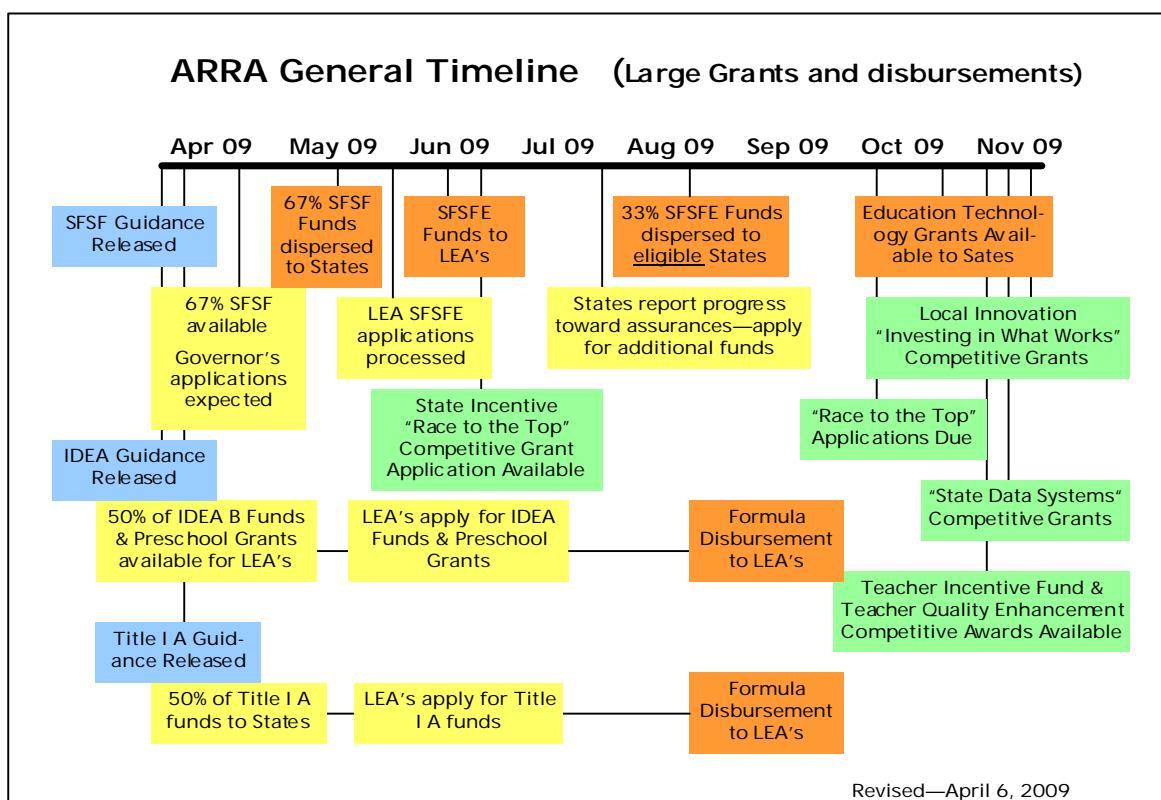 ARRA General Timeline (Large Grants and disbursements)
Apr 09 May 09 Jun 09 Jul 09 Aug 09 Sep 09 Oct 09 Nov 09
SFSF Guidance
Released
67% SFSF
Funds
dispersed
to States
SFSFE
Funds to
LEA's
33% SFSFE Funds
dispersed to
eligible States
Education Technol-
ogy Grants Avail-
able to Sates
67% SFSF
available
Governor's
applications
expected
LEA SFSFE
applications
processed
States report progress
toward assurances—apply
for additional funds
Local Innovation
"Investing in What Works"
Competitive Grants
State Incentive
"Race to the Top"
Competitive Grant
Application Available
"Race to the Top"
Applications Due
IDEA Guidance
Released
"State Data Systems"
Competitive Grants
50% of IDEA B Funds
& Preschool Grants
available for LEA's
LEA's apply for IDEA
Funds & Preschool
Grants
Formula
Disbursement
to LEA's
Teacher Incentive Fund &
Teacher Quality Enhancement
Competitive Awards Available
Title I A Guid-
ance Released
50% of Title I A
funds to States
LEA's apply for Title
I A funds
Formula
Disbursement
to LEA's
Revised—April 6, 2009